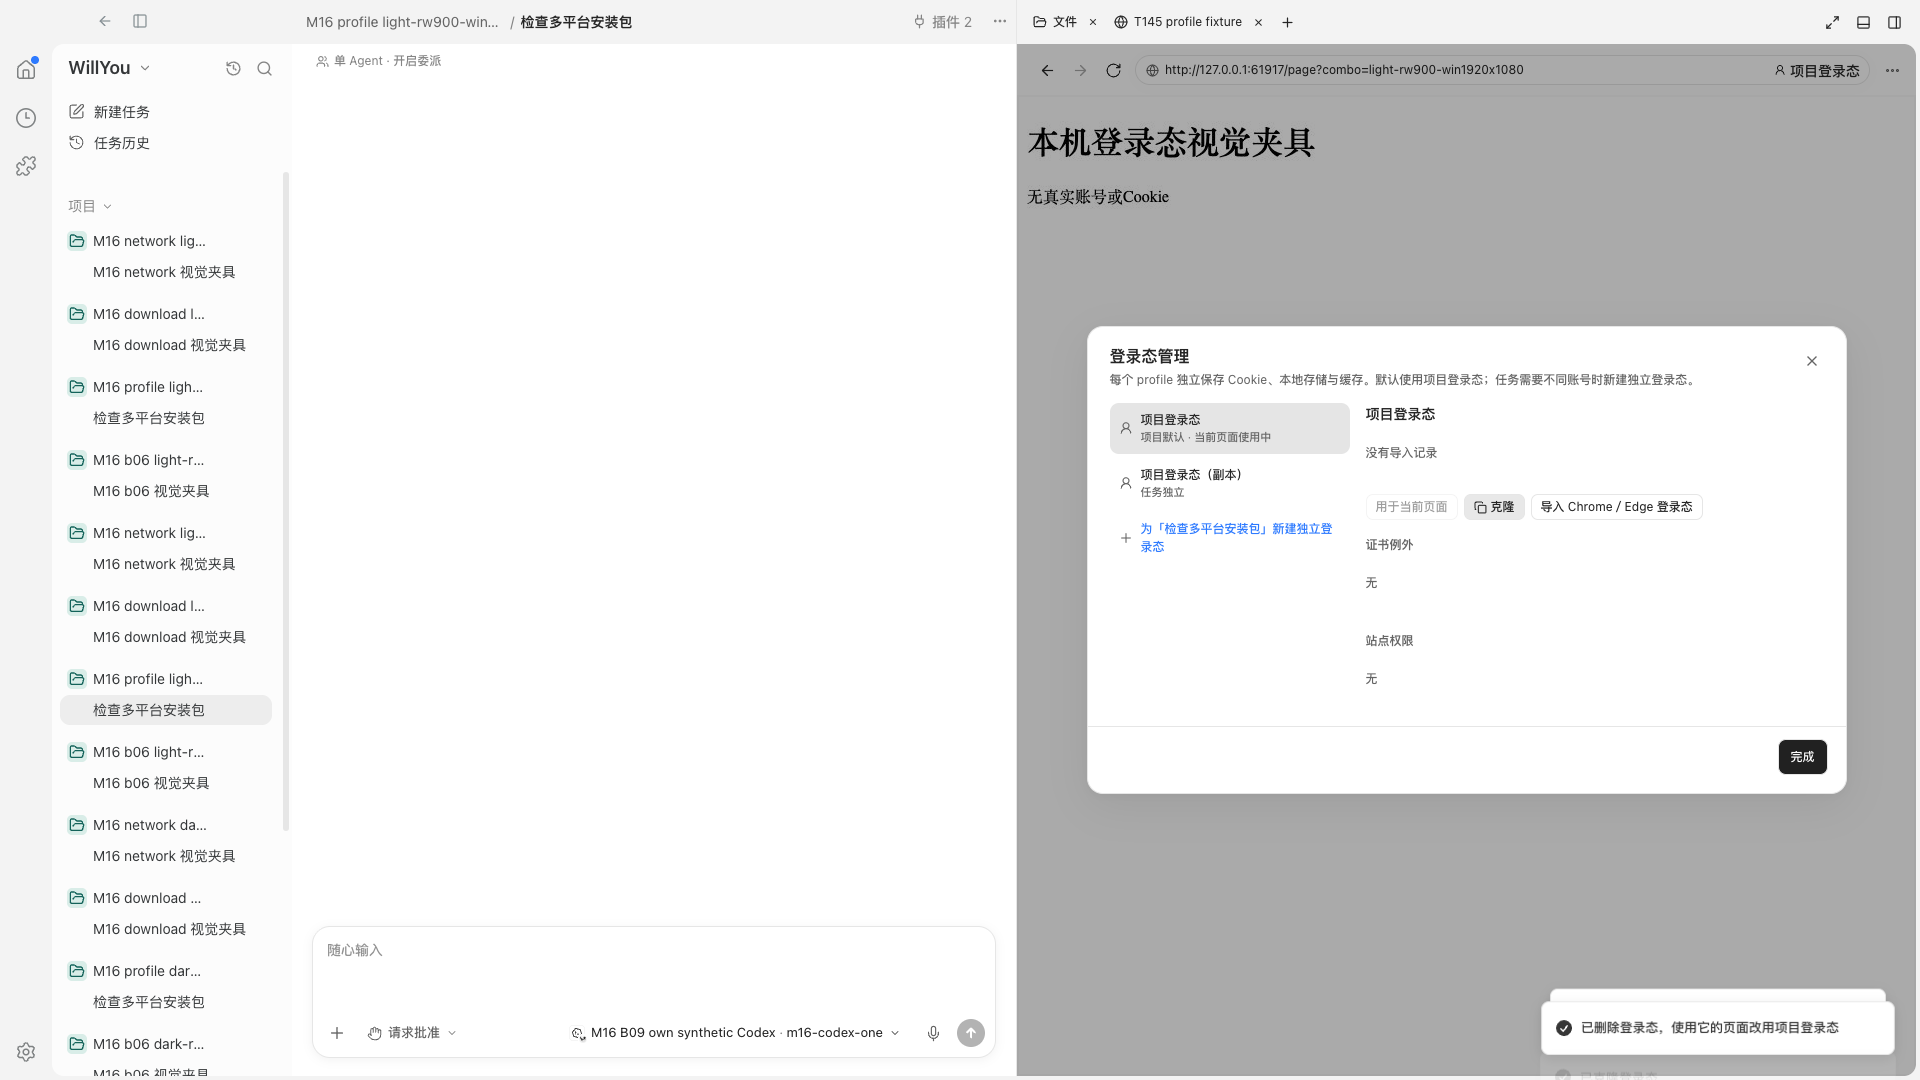 M16 profile light-rw900-win... / 检查多平台安装包
插件 2
文件
T145 profile fixture
单 Agent · 开启委派
WillYou
新建任务
任务历史
项目
M16 network lig...
M16 network 视觉夹具
M16 download l...
M16 download 视觉夹具
M16 profile ligh...
检查多平台安装包
M16 b06 light-r...
M16 b06 视觉夹具
M16 network lig...
M16 network 视觉夹具
M16 download l...
M16 download 视觉夹具
M16 profile ligh...
检查多平台安装包
M16 b06 light-r...
M16 b06 视觉夹具
M16 network da...
M16 network 视觉夹具
M16 download ...
M16 download 视觉夹具
M16 profile dar...
检查多平台安装包
M16 b06 dark-r...
M16 b06 视觉夹具
随心输入
请求批准
M16 B09 own synthetic Codex · m16-codex-one
http://127.0.0.1:61917/page?combo=light-rw900-win1920x1080
项目登录态
本机登录态视觉夹具
无真实账号或Cookie
登录态管理
每个 profile 独立保存 Cookie、本地存储与缓存。默认使用项目登录态；任务需要不同账号时新建独立登录态。
项目登录态
项目默认 · 当前页面使用中
项目登录态（副本）
任务独立
为「检查多平台安装包」新建独立登
录态
项目登录态
没有导入记录
用于当前页面
克隆
导入 Chrome / Edge 登录态
证书例外
无
站点权限
无
完成
已删除登录态，使用它的页面改用项目登录态